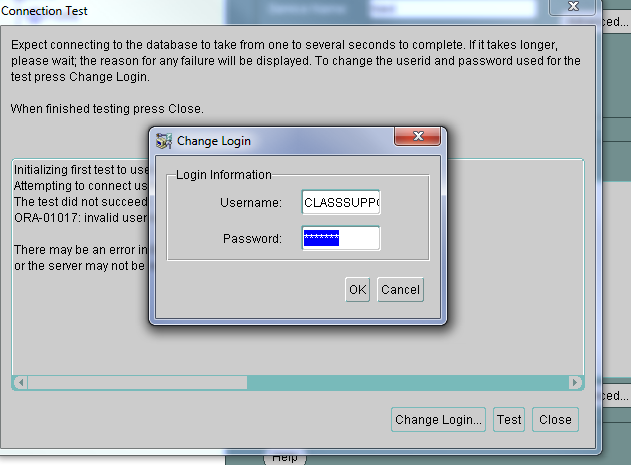 Connection Test
ced...
Expect connecting to the database to take from one to several seconds to complete. If it takes longer,
please wait; the reason for any failure will be displayed. To change the userid and password used for the
test press Change Login.
When finished testing press Close.
Change Login
Initializing first test to use
Attempting to connect us
The test did not succeed
ORA-01017: invalid user
There may be an error in
or the server may not be
Login Information
Username: CLASSSUPPO
Password: *******
OK Cancel
ced...
Change Login... Test Close
Help